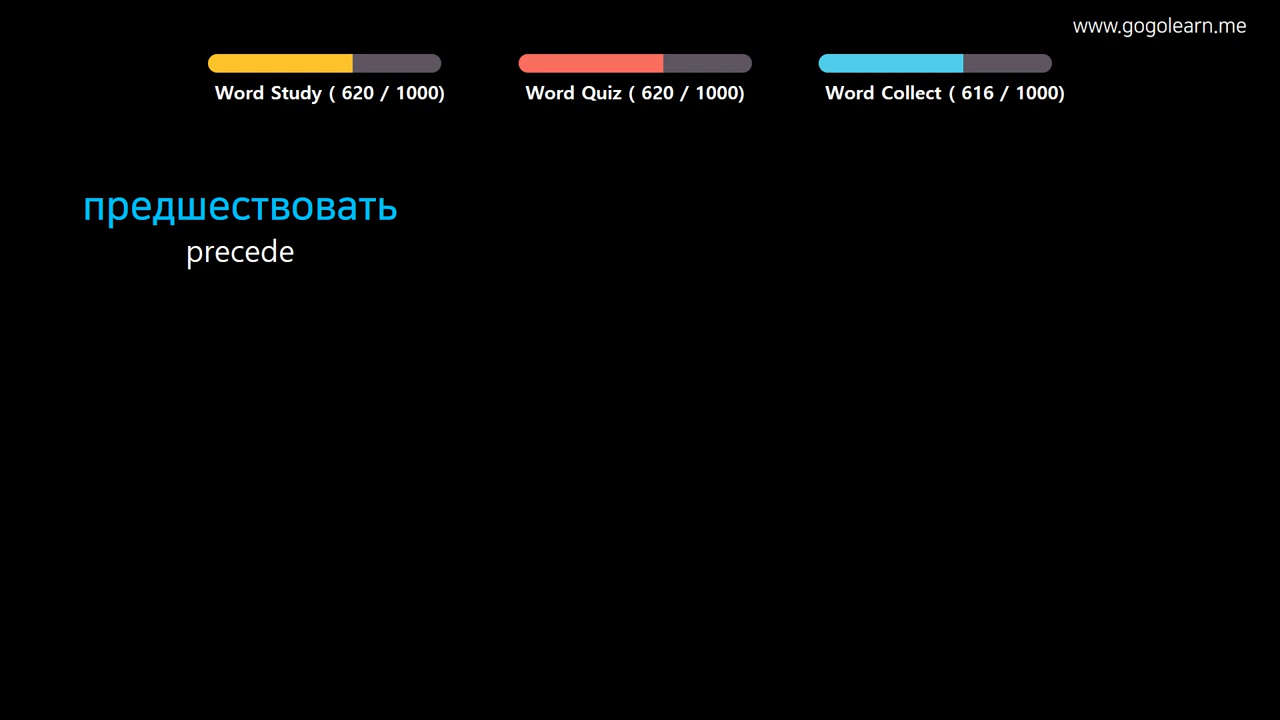 www.gogolearn.me
Word Study ( 620 / 1000)
Word Quiz ( 620 / 1000)
Word Collect ( 616 / 1000)
предшествовать
precede